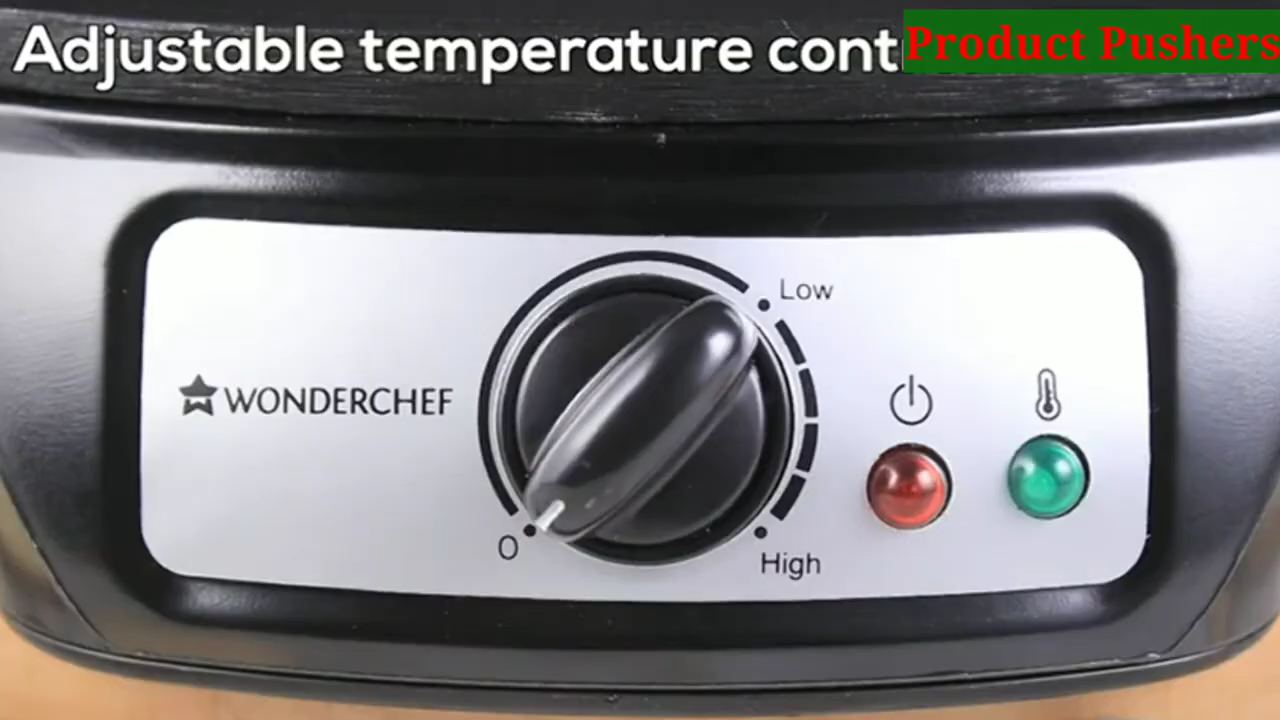 Adjustable temperature cont
Product Pushers
Low
WONDERCHEF
0
High